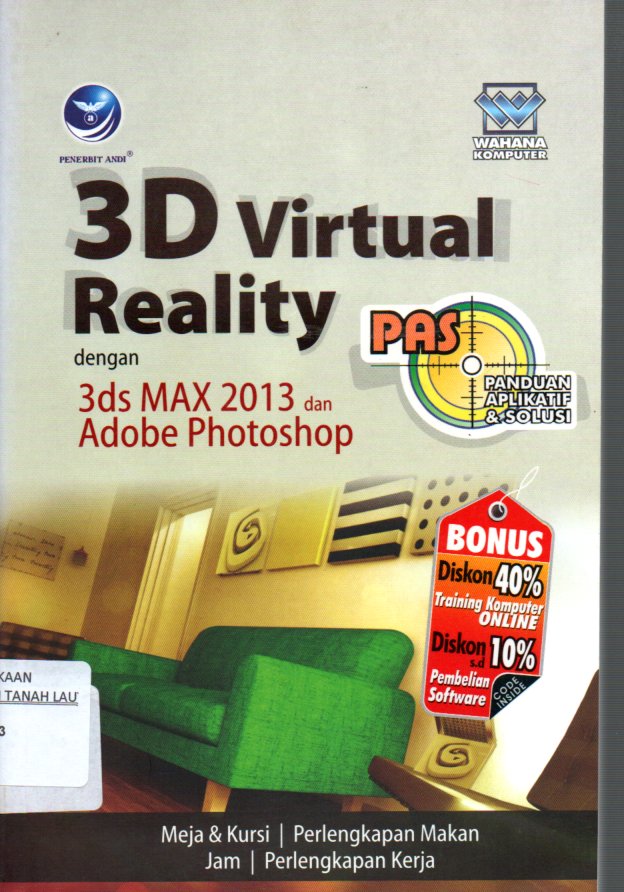 a
PENERBIT ANDI®
WAHANA
KOMPUTER
3D Virtual
Reality
dengan
3ds MAX 2013 dan
Adobe Photoshop
PAS
PANDUAN
APLIKATIF
& SOLUSI
BONUS
Diskon 40%
Training Komputer
ONLINE
Diskon
s.d 10%
Pembelian
Software
CODE
INSIDE
KAAN
I TANAH LAU
3
Meja & Kursi | Perlengkapan Makan
Jam | Perlengkapan Kerja